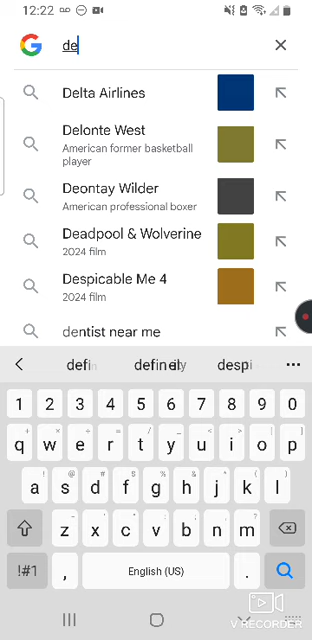 12:22
de
Delta Airlines
Delonte West
American former basketball
player
Deontay Wilder
American professional boxer
Deadpool & Wolverine
2024 film
Despicable Me 4
2024 film
dentist near me
1 2 3 4 5 6 7 8 9 0
q w e r t y u i o p
a s d f g h j k l
z x c v b n m
!#1 , English (US) .
V RECORDER